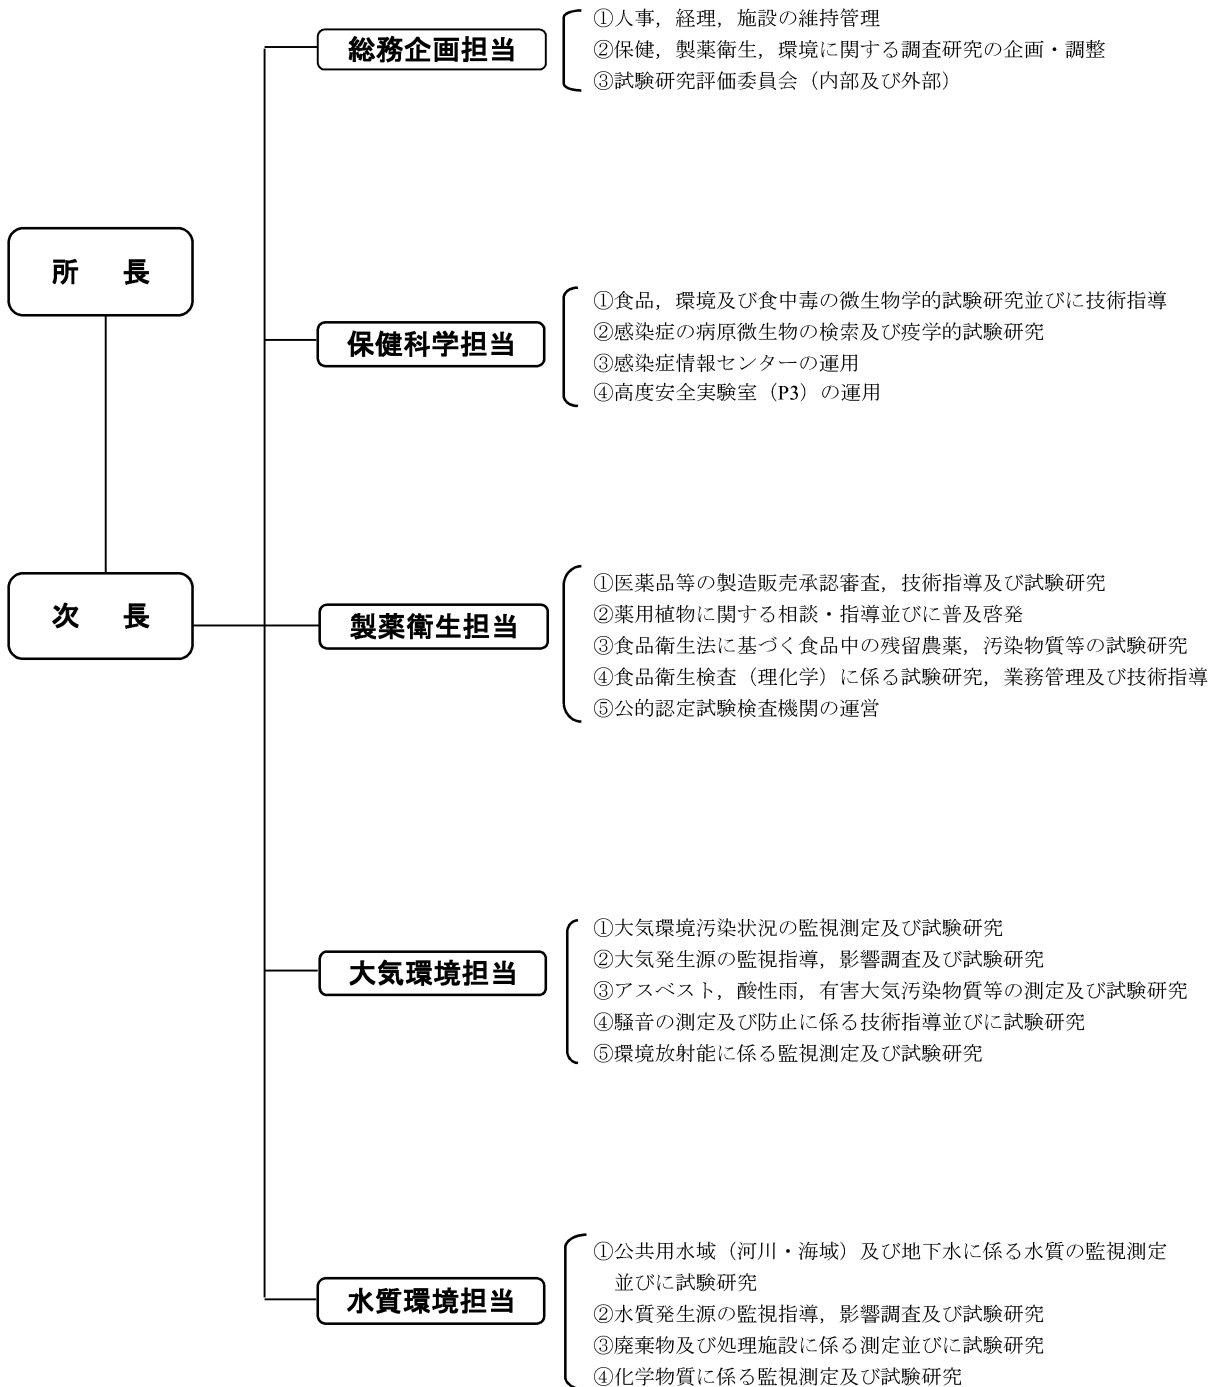 所　長
次　長
総務企画担当
①人事，経理，施設の維持管理
②保健，製薬衛生，環境に関する調査研究の企画・調整
③試験研究評価委員会（内部及び外部）
保健科学担当
①食品，環境及び食中毒の微生物学的試験研究並びに技術指導
②感染症の病原微生物の検索及び疫学的試験研究
③感染症情報センターの運用
④高度安全実験室（P3）の運用
製薬衛生担当
①医薬品等の製造販売承認審査，技術指導及び試験研究
②薬用植物に関する相談・指導並びに普及啓発
③食品衛生法に基づく食品中の残留農薬，汚染物質等の試験研究
④食品衛生検査（理化学）に係る試験研究，業務管理及び技術指導
⑤公的認定試験検査機関の運営
大気環境担当
①大気環境汚染状況の監視測定及び試験研究
②大気発生源の監視指導，影響調査及び試験研究
③アスベスト，酸性雨，有害大気汚染物質等の測定及び試験研究
④騒音の測定及び防止に係る技術指導並びに試験研究
⑤環境放射能に係る監視測定及び試験研究
水質環境担当
①公共用水域（河川・海域）及び地下水に係る水質の監視測定
並びに試験研究
②水質発生源の監視指導，影響調査及び試験研究
③廃棄物及び処理施設に係る測定並びに試験研究
④化学物質に係る監視測定及び試験研究